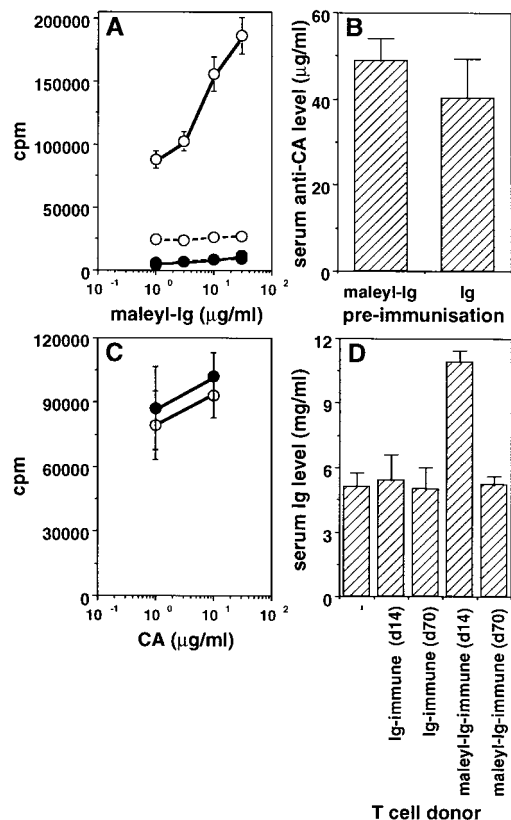 A
200000
150000
100000
50000
0
cpm
10 -1
10 0
10 1
10 2
maleyl-Ig (μg/ml)
B
60
40
20
0
serum anti-CA level (μg/ml)
maleyl-Ig
Ig
pre-immunisation
C
120000
90000
60000
30000
0
cpm
10 -1
10 0
10 1
10 2
CA (μg/ml)
D
12
9
6
3
0
serum Ig level (mg/ml)
-
Ig-immune (d14)
Ig-immune (d70)
maleyl-Ig-immune (d14)
maleyl-Ig-immune (d70)
T cell donor